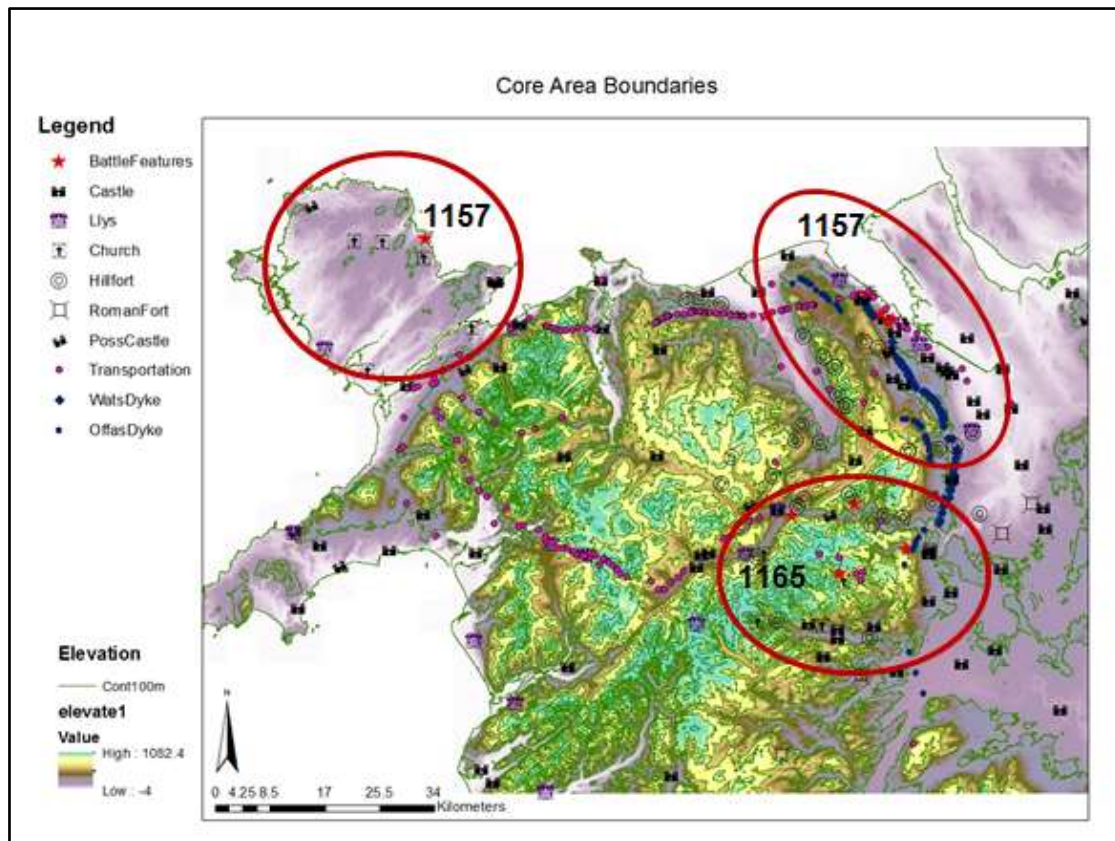 Core Area Boundaries
Legend
BattleFeatures
Castle
Llys
Church
Hillfort
RomanFort
PossCastle
Transportation
WatsDyke
OffasDyke
1157
1157
1165
Elevation
Cont100m
elevate1
Value
High : 1052.4
Low : -4
N
0 4.25 8.5 17 25.5 34
Kilometers